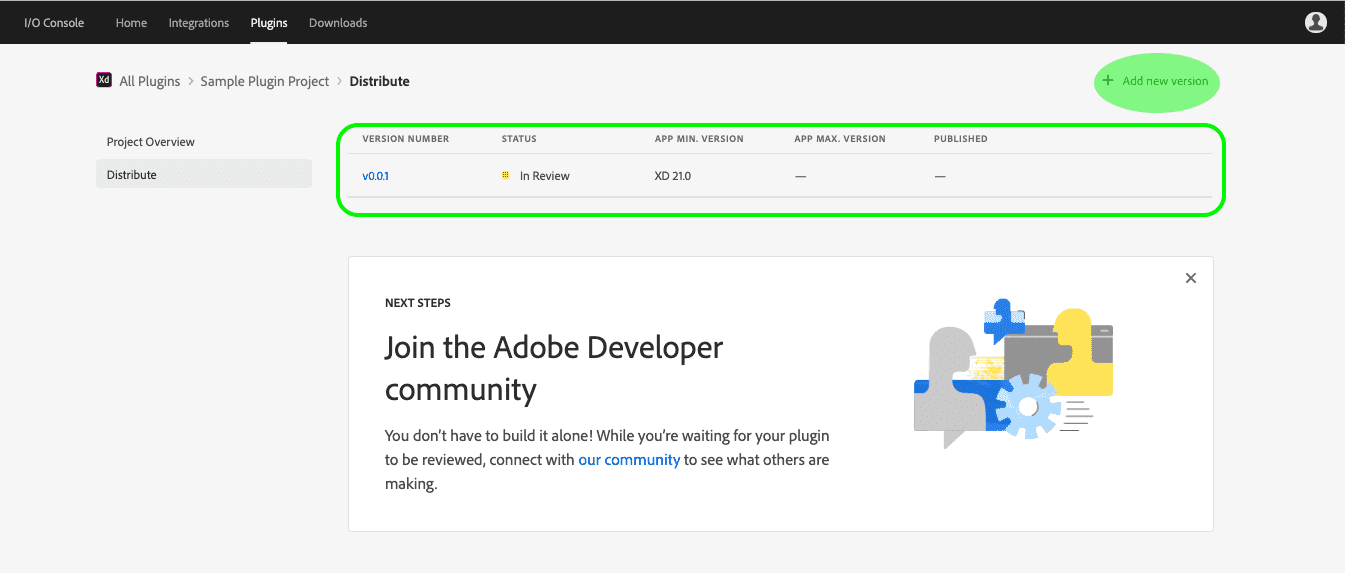 I/O Console Home Integrations Plugins Downloads
Xd All Plugins > Sample Plugin Project > Distribute + Add new version
Project Overview
Distribute
VERSION NUMBER STATUS APP MIN. VERSION APP MAX. VERSION PUBLISHED
v0.0.1 In Review XD 21.0 — —
NEXT STEPS
Join the Adobe Developer
community
You don’t have to build it alone! While you’re waiting for your plugin
to be reviewed, connect with our community to see what others are
making.